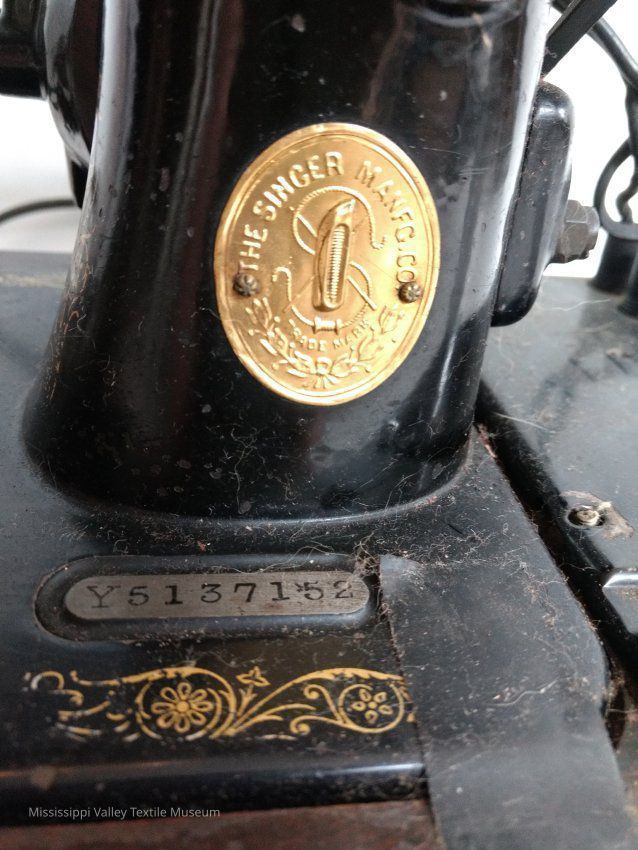 THE SINGER MANFG. CO.
TRADE MARK
Y5137152
Mississippi Valley Textile Museum